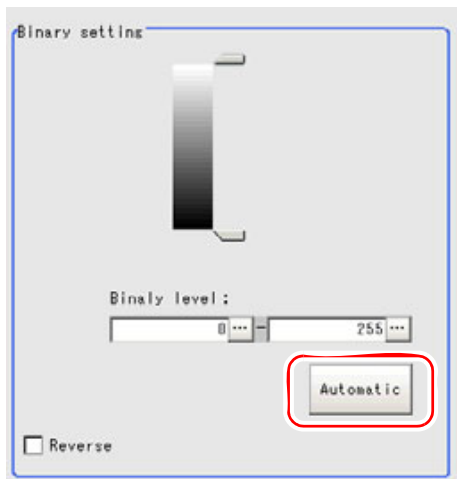 Binary setting
Binaly level:
0 ... - 255 ...
Automatic
Reverse